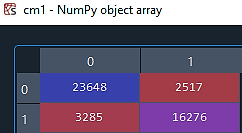 cm1 - NumPy object array
0 1
0 23648 2517
1 3285 16276